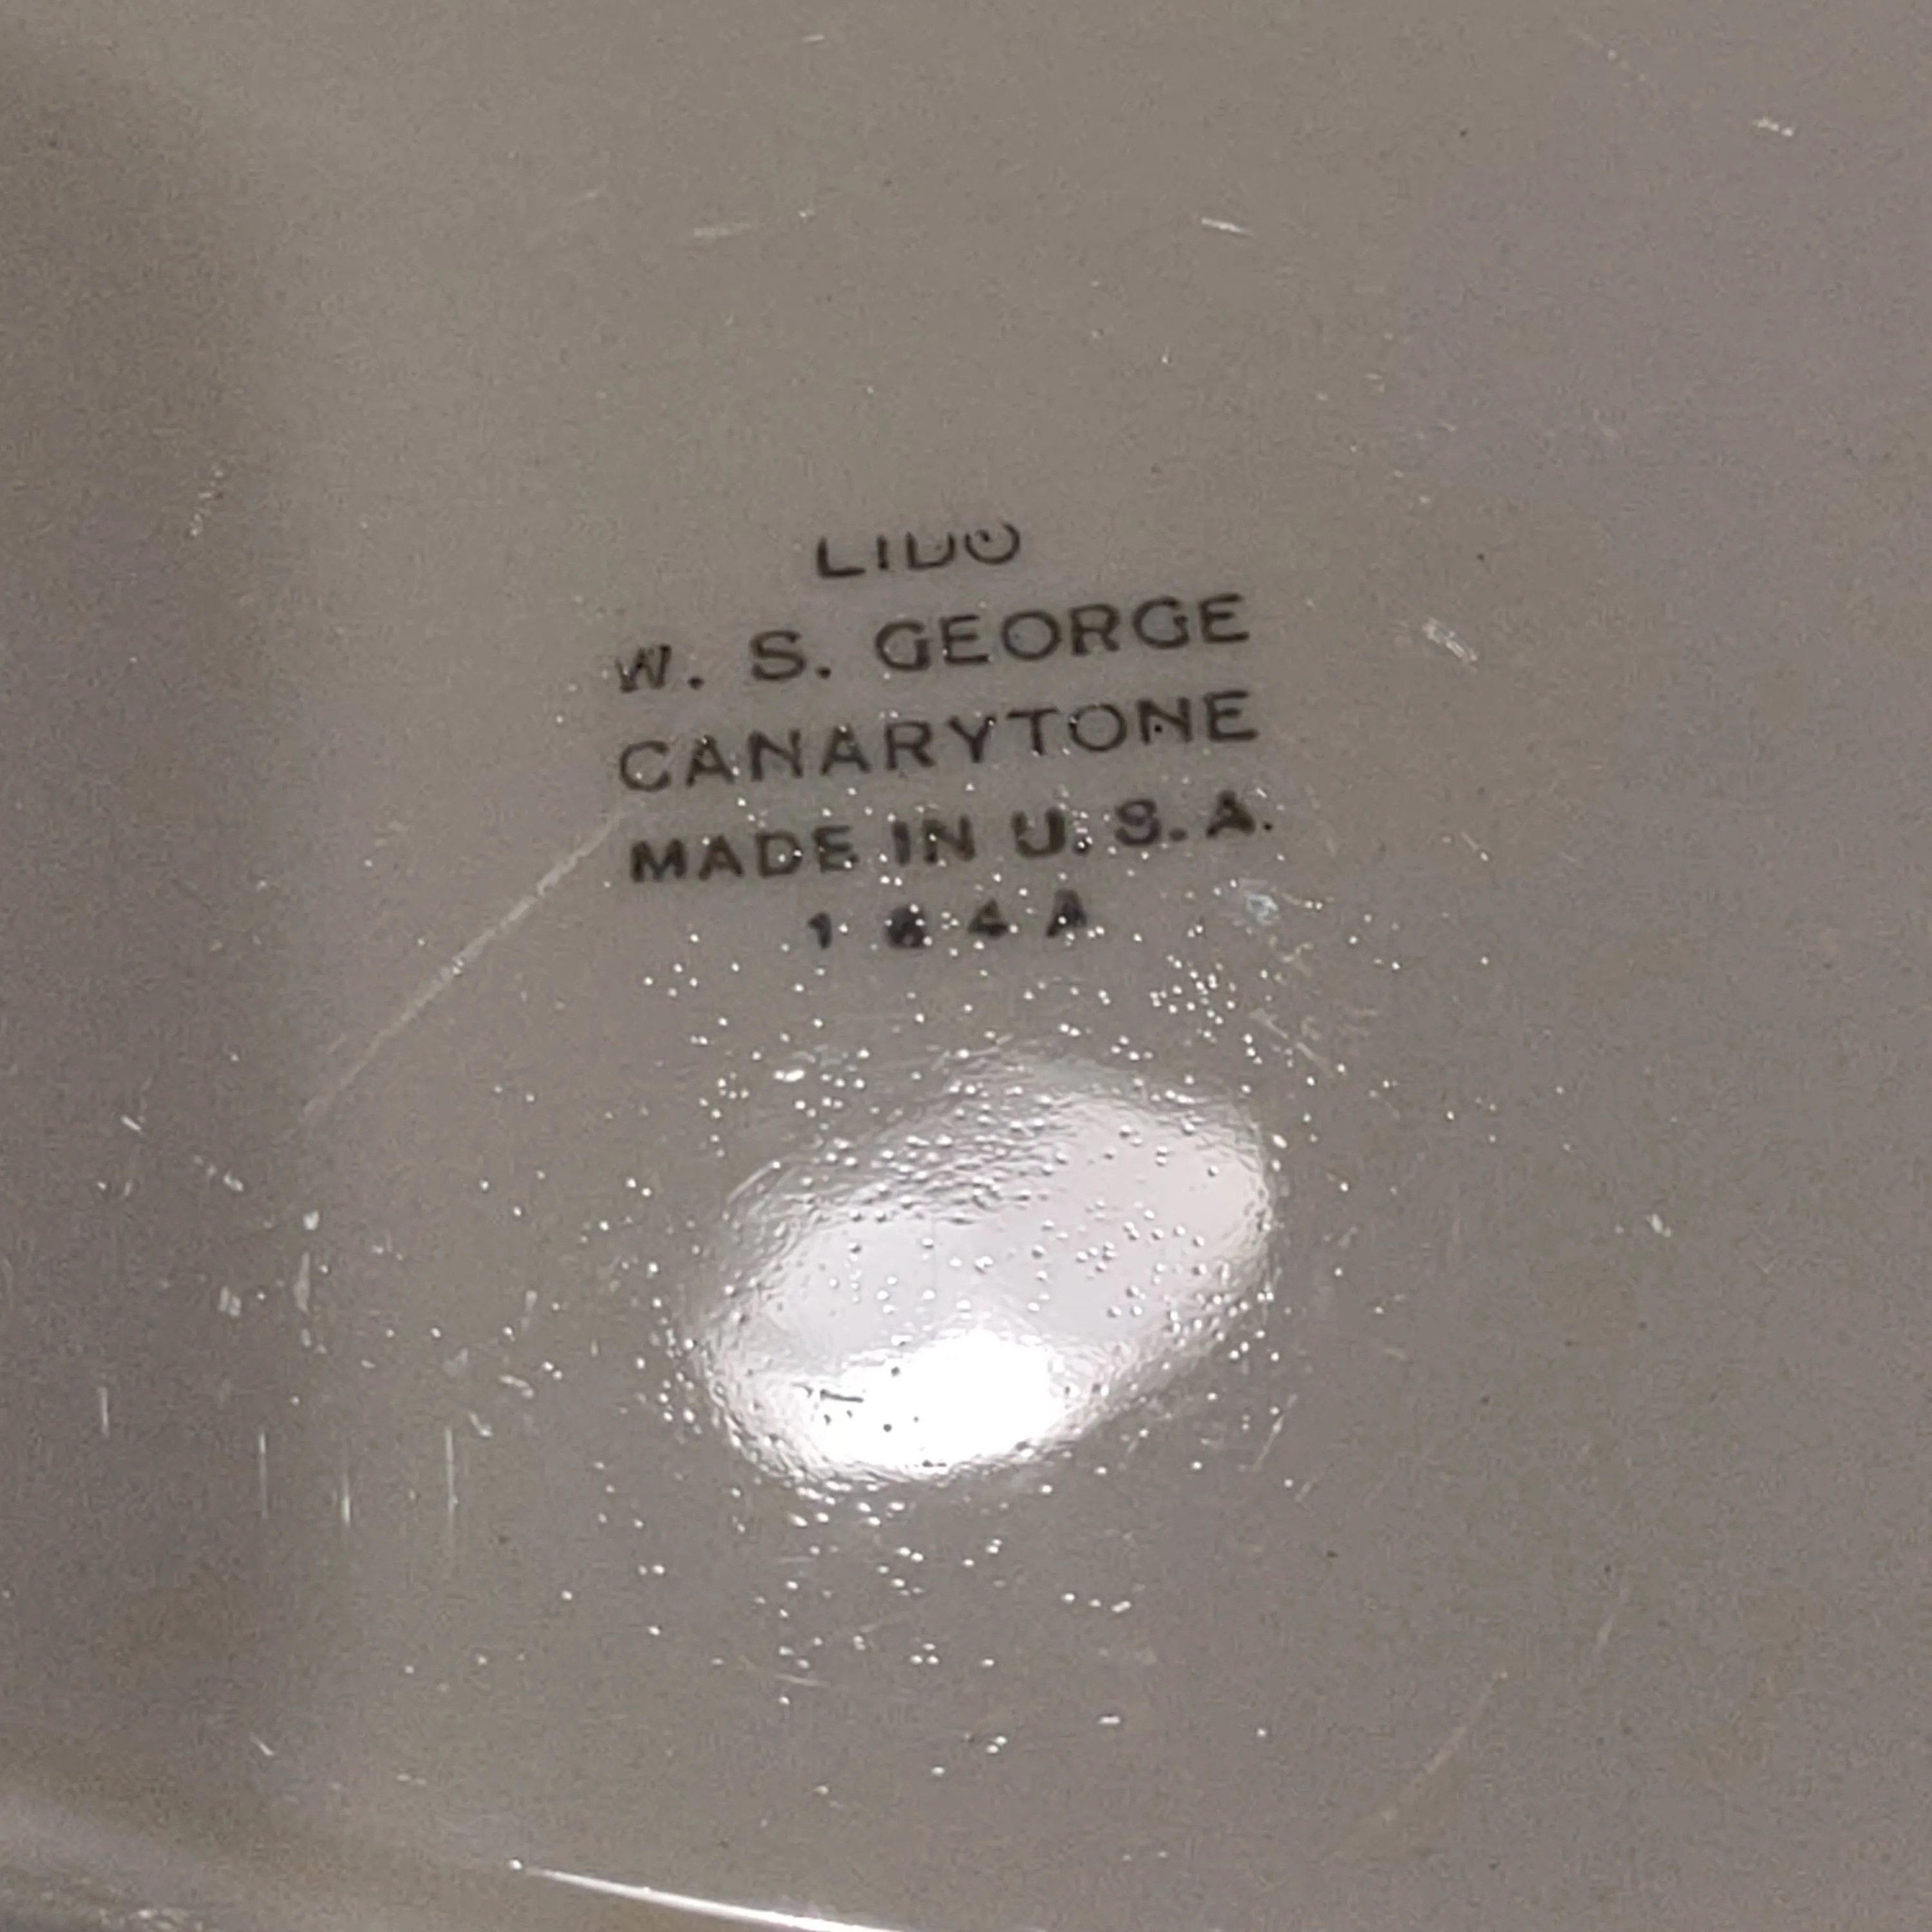 LIDO
W. S. GEORGE
CANARYTONE
MADE IN U. S. A.